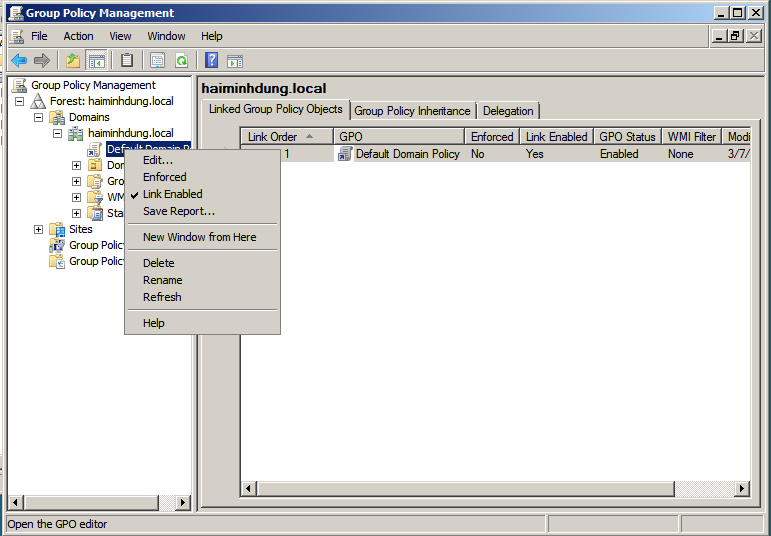 Group Policy Management
File Action View Window Help
Group Policy Management
Forest: haiminhdung.local
Domains
haiminhdung.local
Default Domain P
Dom
Gro
WM
Sta
Sites
Group Polic
Group Polic
Edit...
Enforced
Link Enabled
Save Report...
New Window from Here
Delete
Rename
Refresh
Help
haiminhdung.local
Linked Group Policy Objects Group Policy Inheritance Delegation
Link Order GPO Enforced Link Enabled GPO Status WMI Filter Modi
1 Default Domain Policy No Yes Enabled None 3/7/
Open the GPO editor